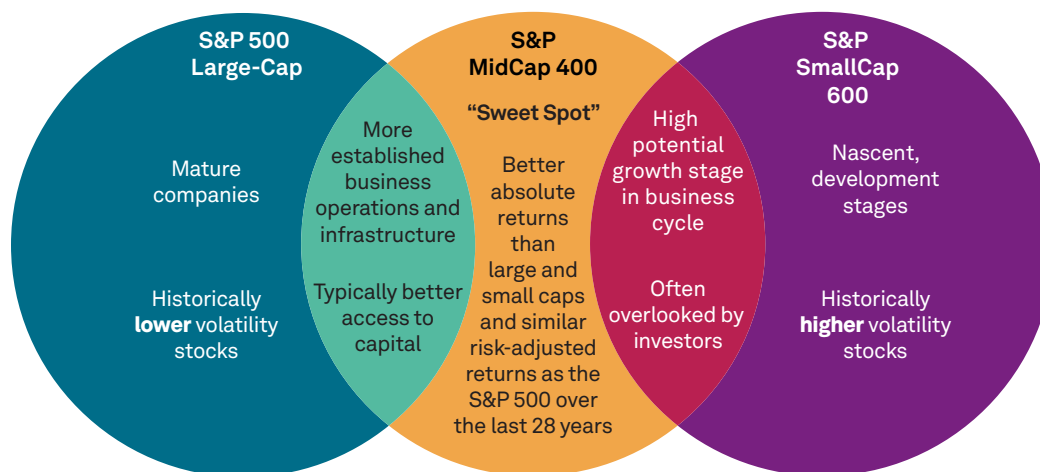 S&P 500
Large-Cap
Mature
companies
Historically
lower volatility
stocks
More
established
business
operations and
infrastructure
Typically better
access to
capital
S&P
MidCap 400
“Sweet Spot”
Better
absolute
returns
than
large and
small caps
and similar
risk-adjusted
returns as the
S&P 500 over
the last 28 years
High
potential
growth stage
in business
cycle
Often
overlooked by
investors
S&P
SmallCap
600
Nascent,
development
stages
Historically
higher volatility
stocks